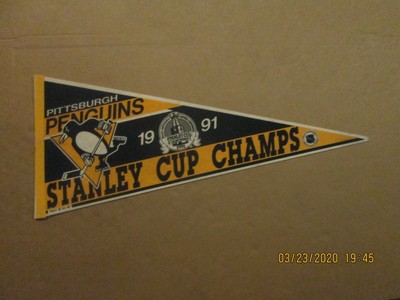 PITTSBURGH
PENGUINS
19 91
STANLEY CUP CHAMPS
03/23/2020 19:45